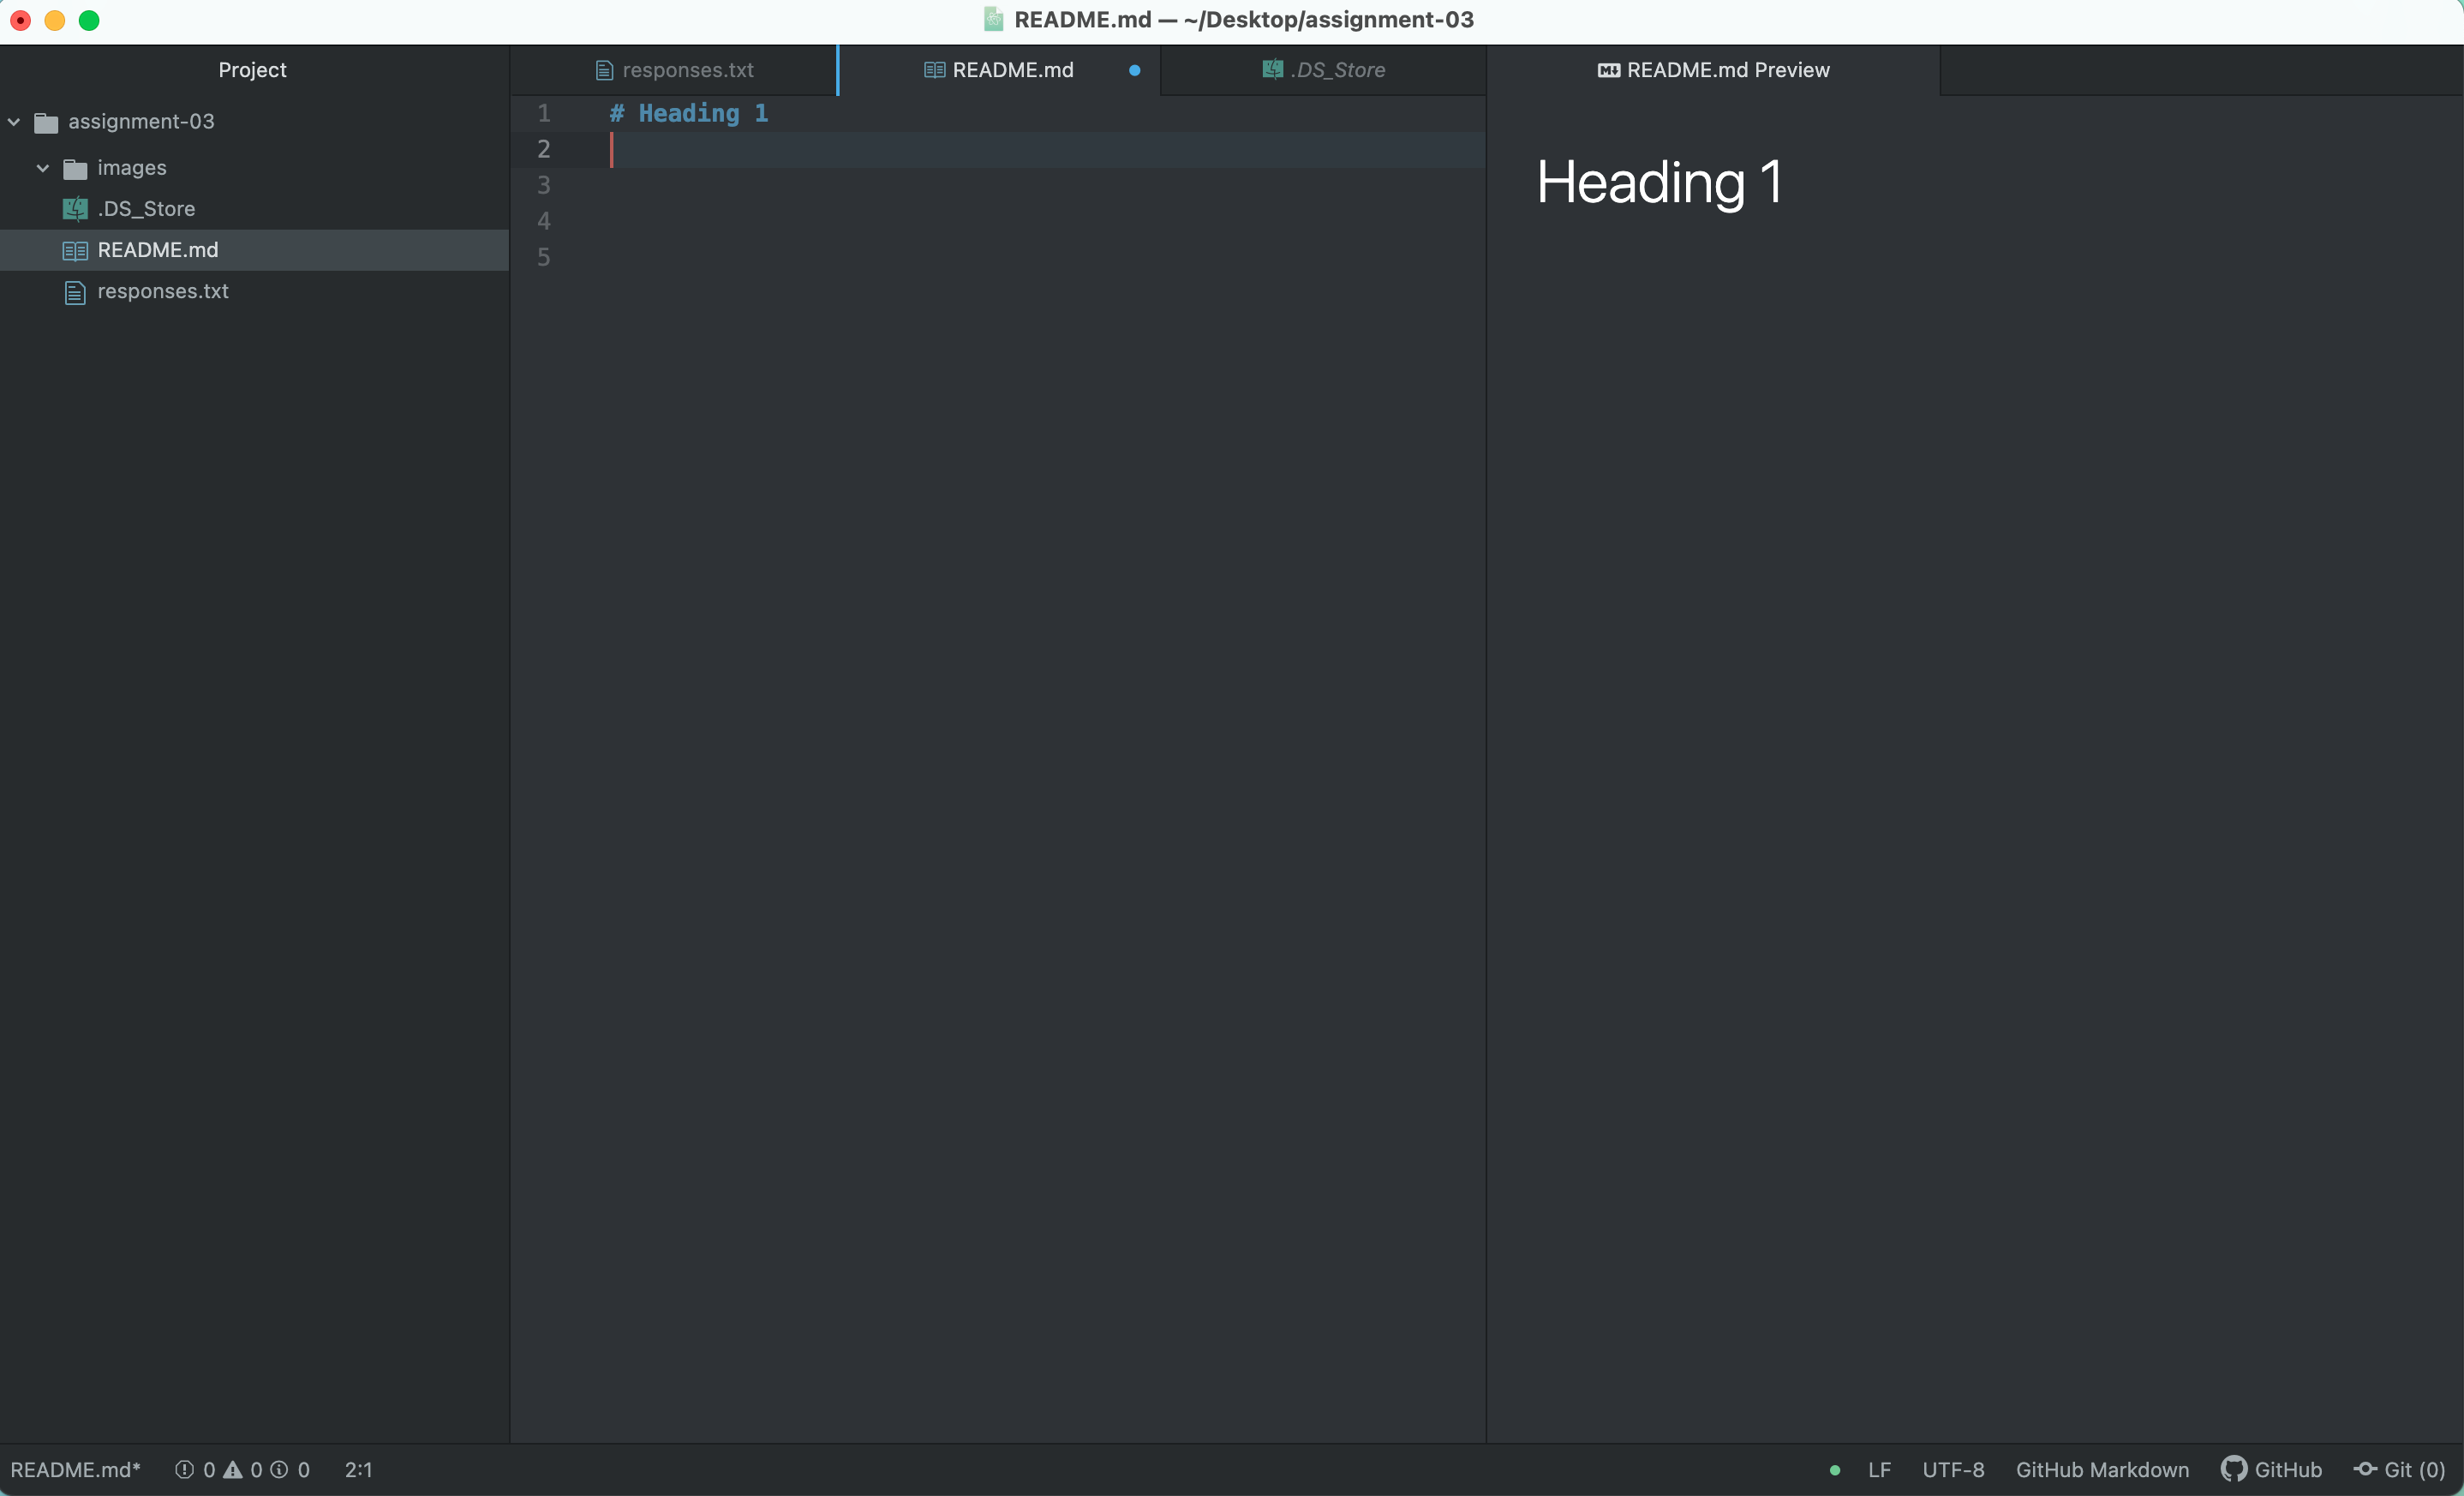 README.md — ~/Desktop/assignment-03
Project
assignment-03
images
.DS_Store
README.md
responses.txt
responses.txt
README.md
.DS_Store
README.md Preview
1 # Heading 1
2
3
4
5
Heading 1
README.md* 0 0 0 2:1
LF UTF-8 GitHub Markdown GitHub Git (0)